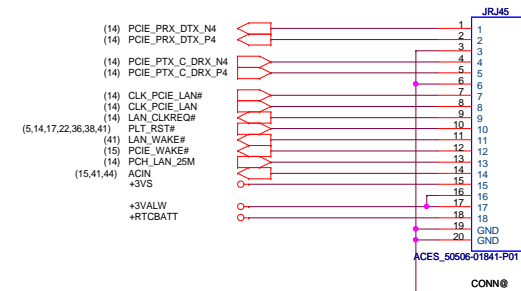 JRJ45
(14) PCIE_PRX_DTX_N4 1 1
(14) PCIE_PRX_DTX_P4 2 2
3 3
(14) PCIE_PTX_C_DRX_N4 4 4
(14) PCIE_PTX_C_DRX_P4 5 5
6 6
(14) CLK_PCIE_LAN# 7 7
(14) CLK_PCIE_LAN 8 8
(14) LAN_CLKREQ# 9 9
(5,14,17,22,36,38,41) PLT_RST# 10 10
(41) LAN_WAKE# 11 11
(15) PCIE_WAKE# 12 12
(14) PCH_LAN_25M 13 13
(15,41,44) ACIN 14 14
+3VS 15 15
16 16
+3VALW 17 17
+RTCBATT 18 18
19 GND
20 GND
ACES_50506-01841-P01
CONN@